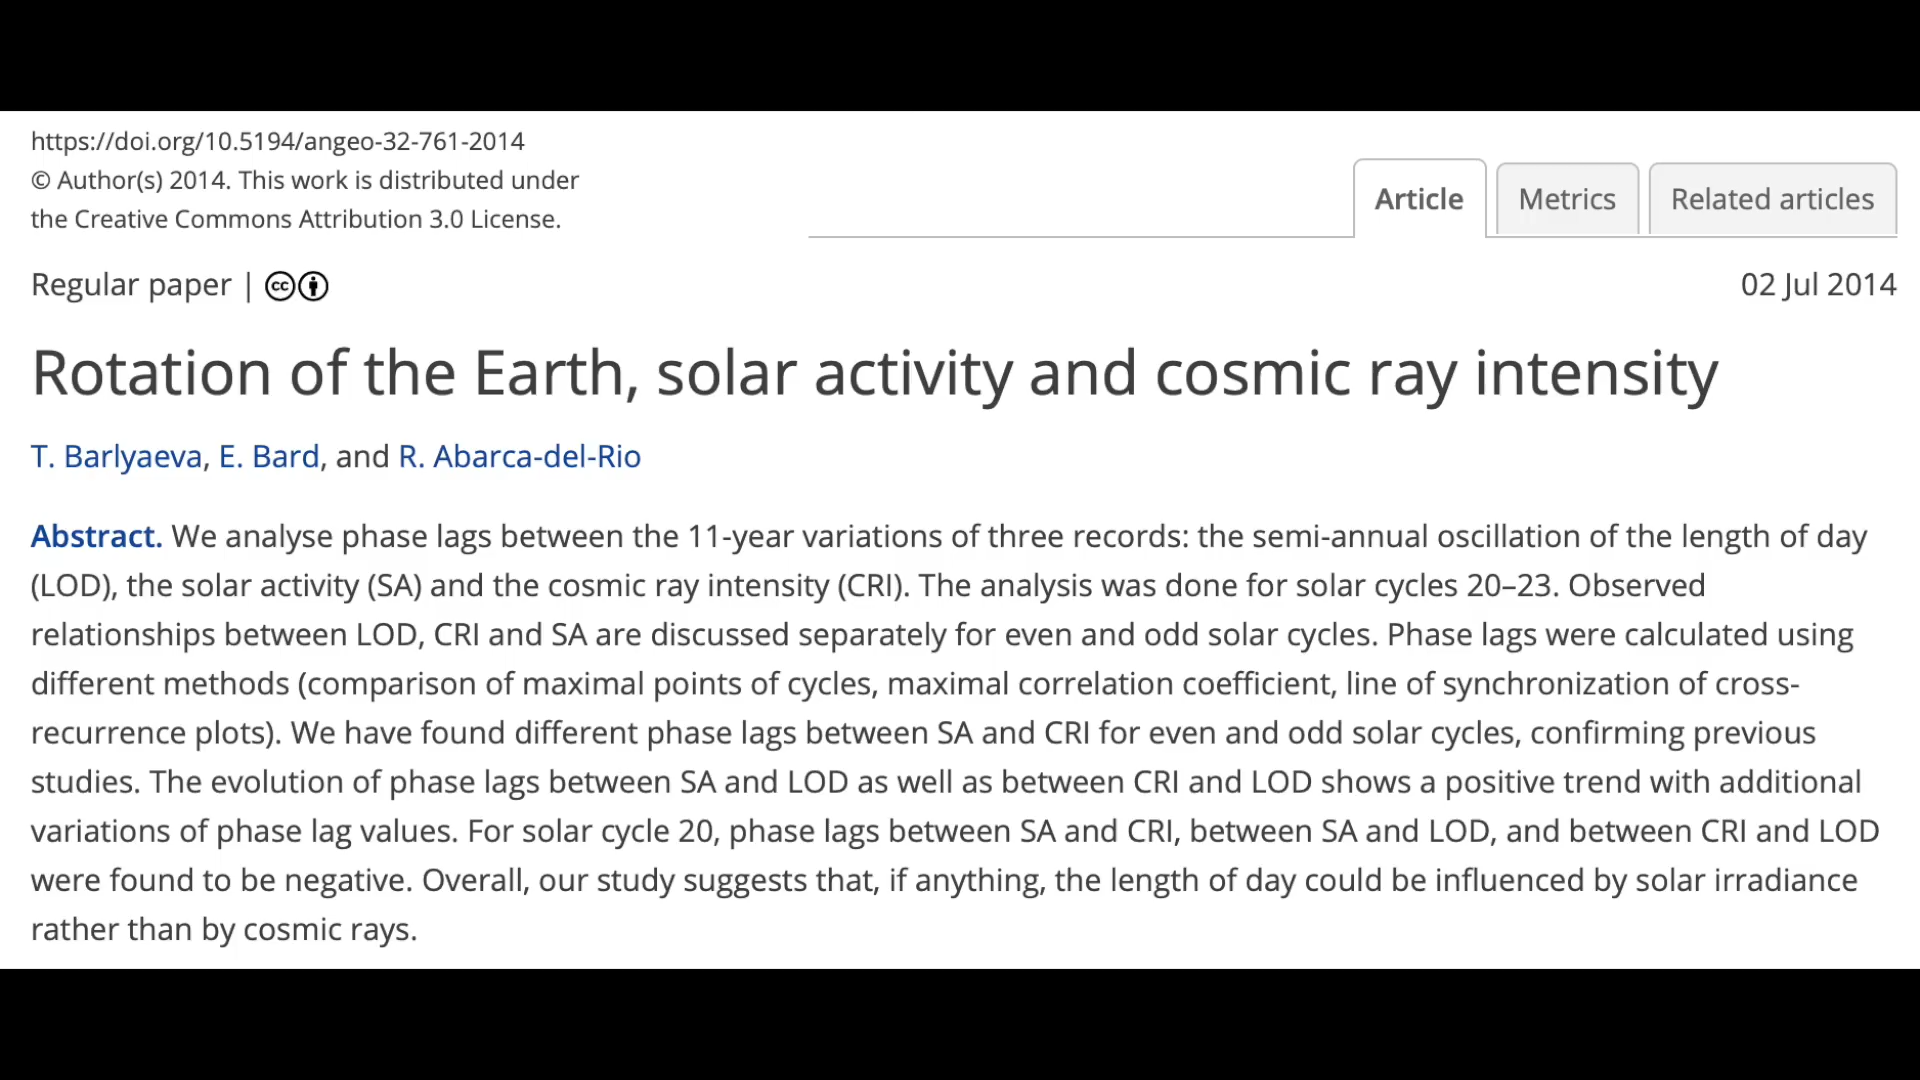 https://doi.org/10.5194/angeo-32-761-2014
© Author(s) 2014. This work is distributed under
the Creative Commons Attribution 3.0 License.
Article
Metrics
Related articles
Regular paper |
02 Jul 2014
Rotation of the Earth, solar activity and cosmic ray intensity
T. Barlyaeva, E. Bard, and R. Abarca-del-Rio
Abstract. We analyse phase lags between the 11-year variations of three records: the semi-annual oscillation of the length of day
(LOD), the solar activity (SA) and the cosmic ray intensity (CRI). The analysis was done for solar cycles 20–23. Observed
relationships between LOD, CRI and SA are discussed separately for even and odd solar cycles. Phase lags were calculated using
different methods (comparison of maximal points of cycles, maximal correlation coefficient, line of synchronization of cross-
recurrence plots). We have found different phase lags between SA and CRI for even and odd solar cycles, confirming previous
studies. The evolution of phase lags between SA and LOD as well as between CRI and LOD shows a positive trend with additional
variations of phase lag values. For solar cycle 20, phase lags between SA and CRI, between SA and LOD, and between CRI and LOD
were found to be negative. Overall, our study suggests that, if anything, the length of day could be influenced by solar irradiance
rather than by cosmic rays.